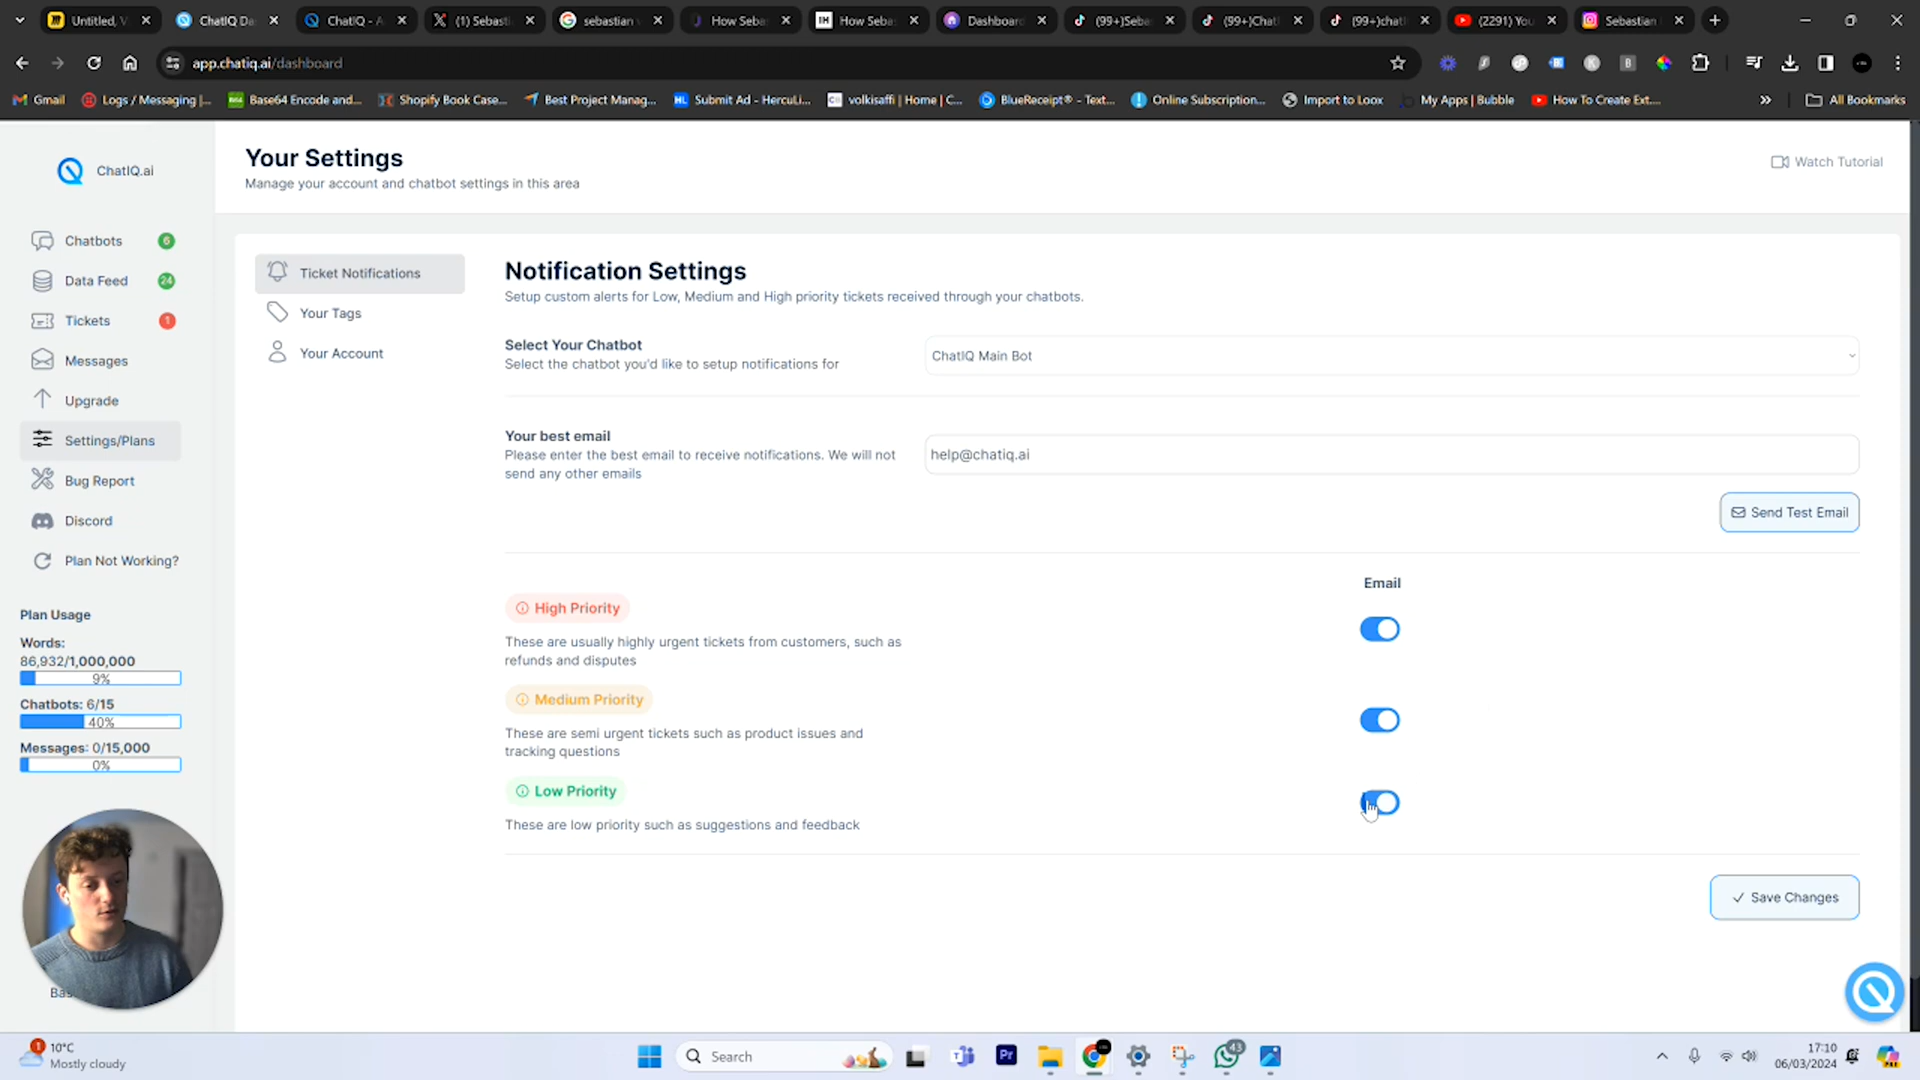 Untitled, V
ChatIQ Da
ChatIQ - A
(1) Sebasti
sebastian v
How Seba
How Seba
Dashboard
(99+)Seba
(99+)Chat
(99+)chat
(2291) You
Sebastian
app.chatiq.ai/dashboard
Gmail
Logs / Messaging |...
Base64 Encode and...
Shopify Book Case...
Best Project Manag...
Submit Ad - HercuLi...
volkisaffi | Home | C...
BlueReceipt® - Text...
Online Subscription...
Import to Loox
My Apps | Bubble
How To Create Ext....
All Bookmarks
ChatIQ.ai
Chatbots 6
Data Feed 24
Tickets 1
Messages
Upgrade
Settings/Plans
Bug Report
Discord
Plan Not Working?
Plan Usage
Words:
86,932/1,000,000
9%
Chatbots: 6/15
40%
Messages: 0/15,000
0%
Your Settings
Manage your account and chatbot settings in this area
Watch Tutorial
Ticket Notifications
Your Tags
Your Account
Notification Settings
Setup custom alerts for Low, Medium and High priority tickets received through your chatbots.
Select Your Chatbot
Select the chatbot you'd like to setup notifications for
ChatIQ Main Bot
Your best email
Please enter the best email to receive notifications. We will not
send any other emails
help@chatiq.ai
Send Test Email
Email
High Priority
These are usually highly urgent tickets from customers, such as
refunds and disputes
Medium Priority
These are semi urgent tickets such as product issues and
tracking questions
Low Priority
These are low priority such as suggestions and feedback
Save Changes
1
10°C
Mostly cloudy
Search
Pr
43
17:10
06/03/2024